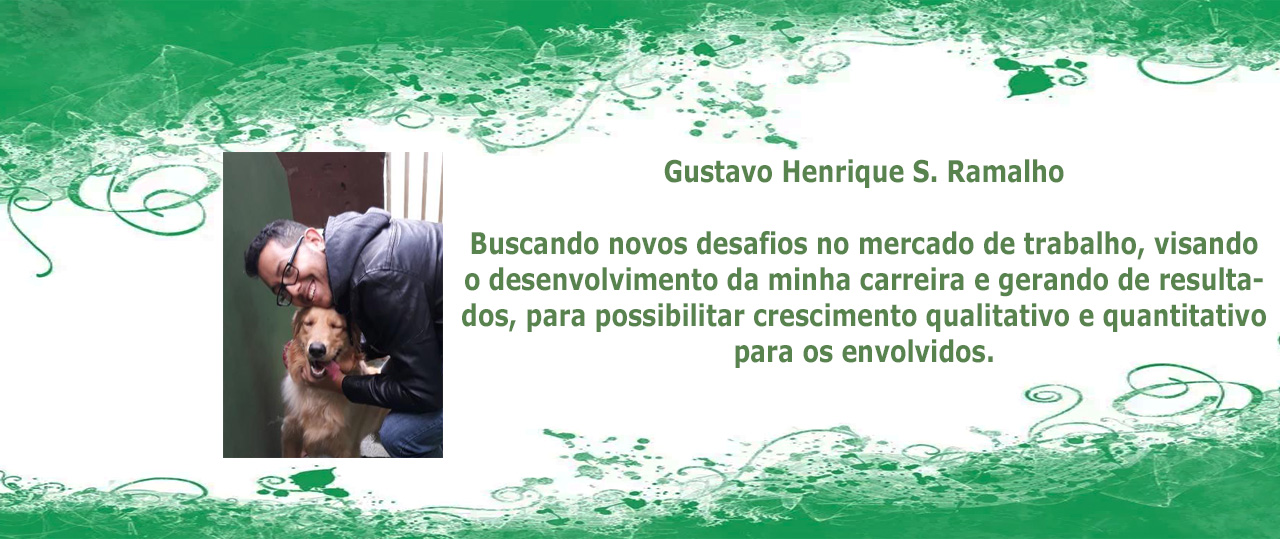 Gustavo Henrique S. Ramalho
Buscando novos desafios no mercado de trabalho, visando
o desenvolvimento da minha carreira e gerando de resulta-
dos, para possibilitar crescimento qualitativo e quantitativo
para os envolvidos.